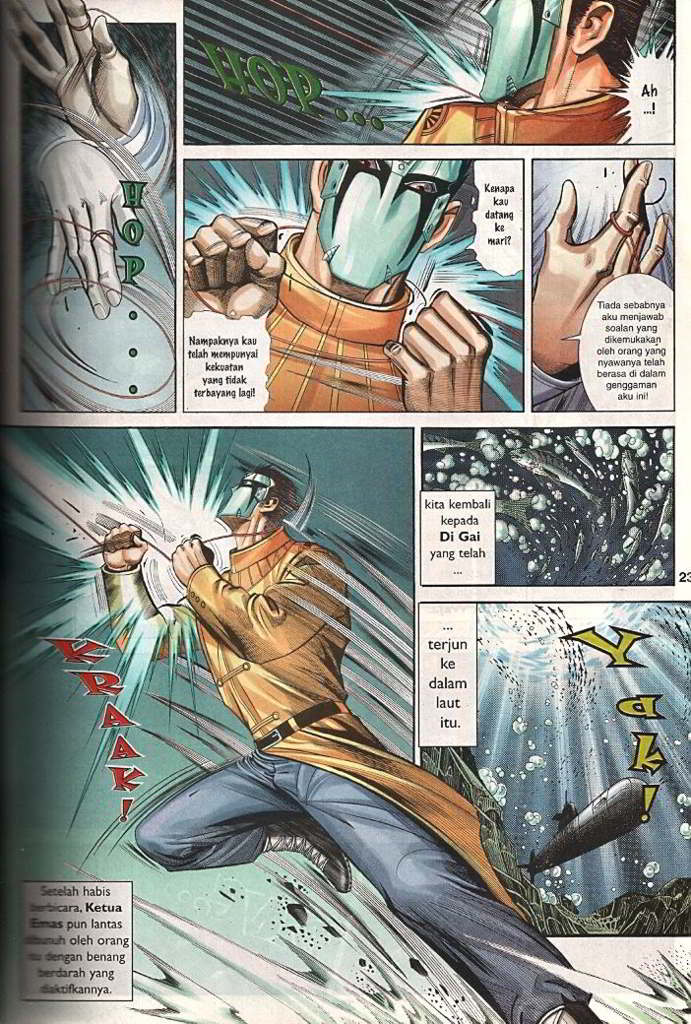 HOP...
Ah
...!
HOP...
Kenapa
kau
datang
ke
mari?
Nampaknya kau
telah mempunyai
kekuatan
yang tidak
terbayang lagi!
Tiada sebabnya
aku menjawab
soalan yang
dikemukakan
oleh orang yang
nyawanya telah
berasa di dalam
genggaman
aku ini!
KRAAK!
Setelah habis
berbicara, Ketua
Emas pun lantas
dibunuh oleh orang
itu dengan benang
berdarah yang
diaktifkannya.
kita kembali
kepada
Di Gai
yang telah
...
23
...
terjun
ke
dalam
laut
itu.
Yak!